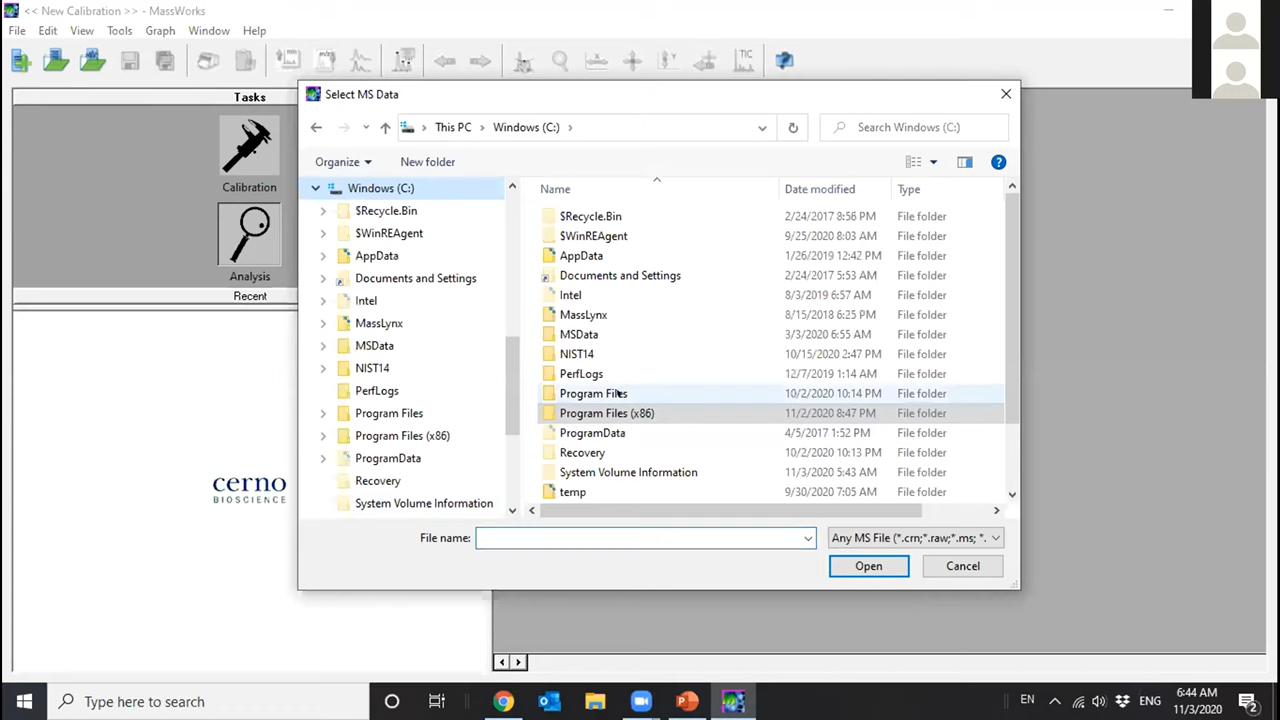 << New Calibration >> - MassWorks
File Edit View Tools Graph Window Help
m/z
TIC
Tasks
Calibration
Analysis
Recent
cerno
BIOSCIENCE
Select MS Data
This PC > Windows (C:) >
Search Windows (C:)
Organize
New folder
Windows (C:)
$Recycle.Bin
$WinREAgent
AppData
Documents and Settings
Intel
MassLynx
MSData
NIST14
PerfLogs
Program Files
Program Files (x86)
ProgramData
Recovery
System Volume Information
Name Date modified Type
$Recycle.Bin 2/24/2017 8:56 PM File folder
$WinREAgent 9/25/2020 8:03 AM File folder
AppData 1/26/2019 12:42 PM File folder
Documents and Settings 2/24/2017 5:53 AM File folder
Intel 8/3/2019 6:57 AM File folder
MassLynx 8/15/2018 6:25 PM File folder
MSData 3/3/2020 6:55 AM File folder
NIST14 10/15/2020 2:47 PM File folder
PerfLogs 12/7/2019 1:14 AM File folder
Program Files 10/2/2020 10:14 PM File folder
Program Files (x86) 11/2/2020 8:47 PM File folder
ProgramData 4/5/2017 1:52 PM File folder
Recovery 10/2/2020 10:13 PM File folder
System Volume Information 11/3/2020 5:43 AM File folder
temp 9/30/2020 7:05 AM File folder
File name:
Any MS File (*.crn;*.raw;*.ms; *.
Open
Cancel
Type here to search
EN
ENG
6:44 AM
11/3/2020
2